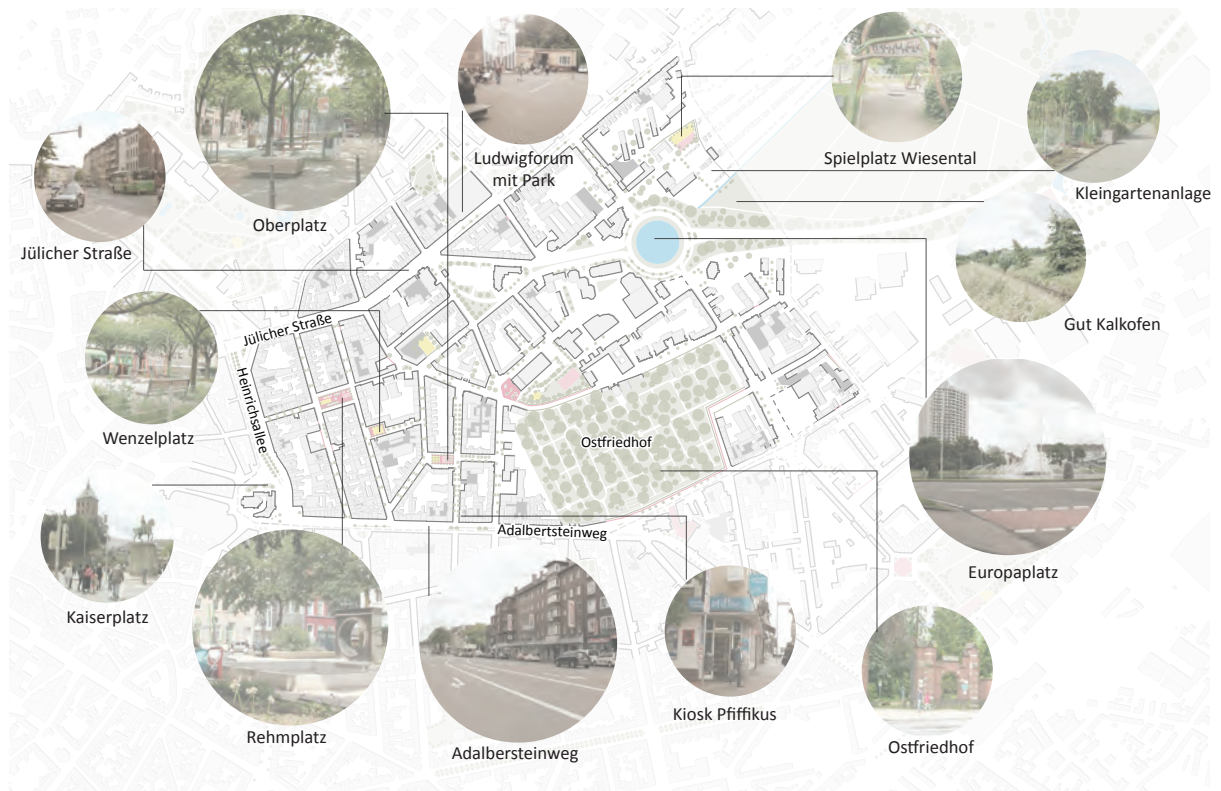 Ludwigforum
mit Park
Spielplatz Wiesental
Kleingartenanlage
Oberplatz
Jülicher Straße
Gut Kalkofen
Jülicher Straße
Heinrichsallee
Wenzelplatz
Ostfriedhof
Adalbertsteinweg
Europaplatz
Kaiserplatz
Rehmplatz
Adalbersteinweg
Kiosk Pfiffikus
Ostfriedhof